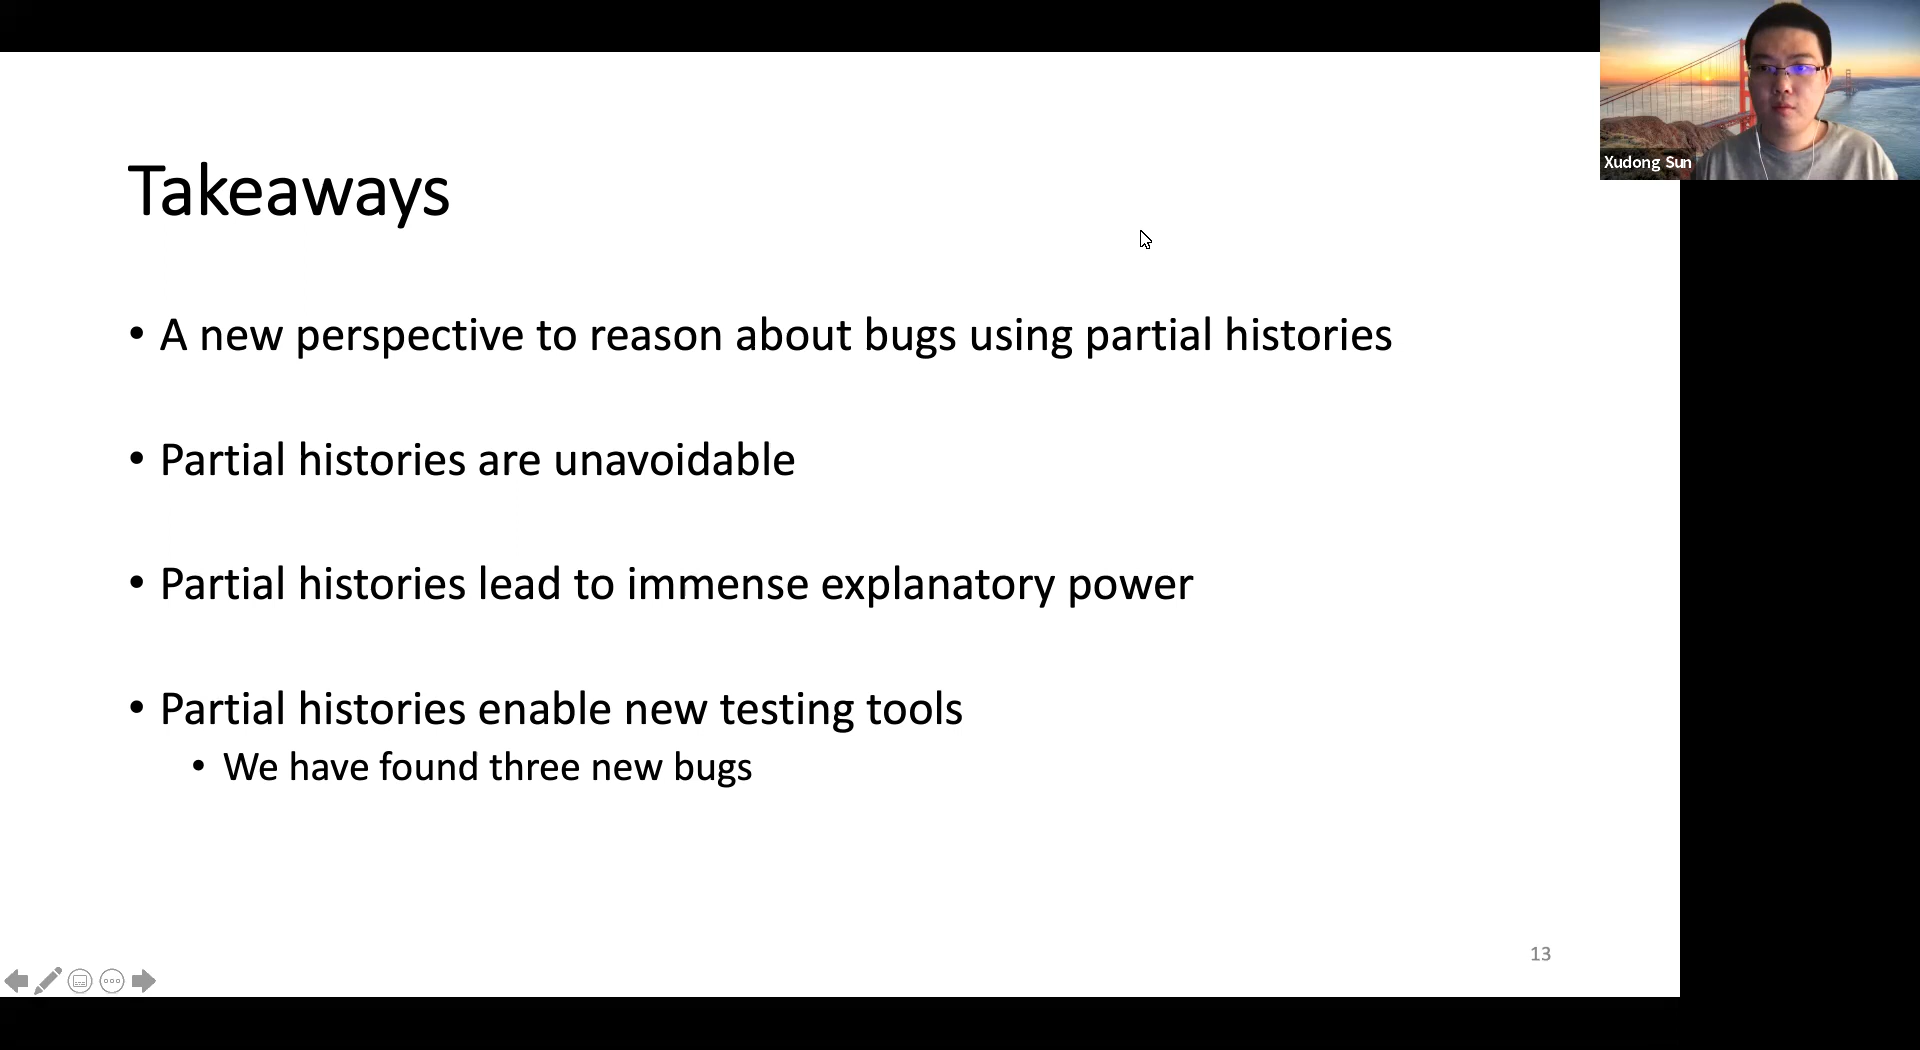 Xudong Sun
Takeaways
• A new perspective to reason about bugs using partial histories
• Partial histories are unavoidable
• Partial histories lead to immense explanatory power
• Partial histories enable new testing tools
• We have found three new bugs
13